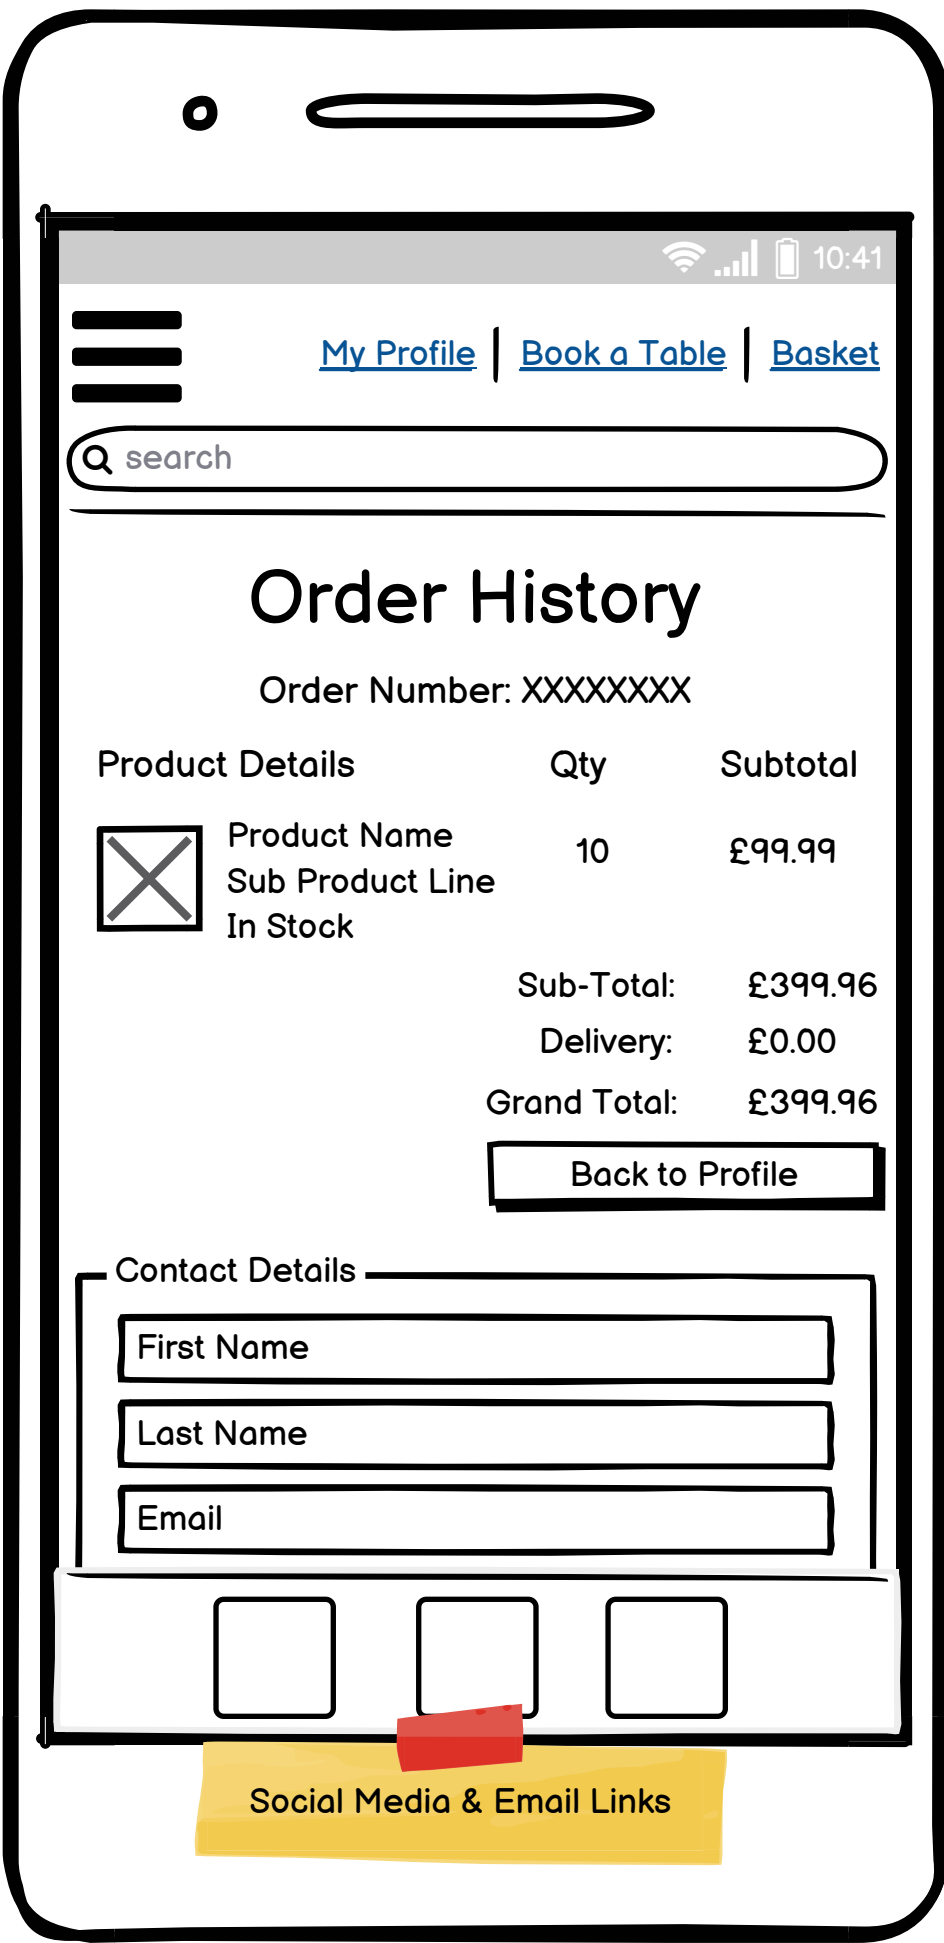 10:41
My Profile Book a Table Basket
search
Order History
Order Number: XXXXXXXX
Product Details Qty Subtotal
Product Name 10 £99.99
Sub Product Line
In Stock
Sub-Total: £399.96
Delivery: £0.00
Grand Total: £399.96
Back to Profile
Contact Details
First Name
Last Name
Email
Social Media & Email Links